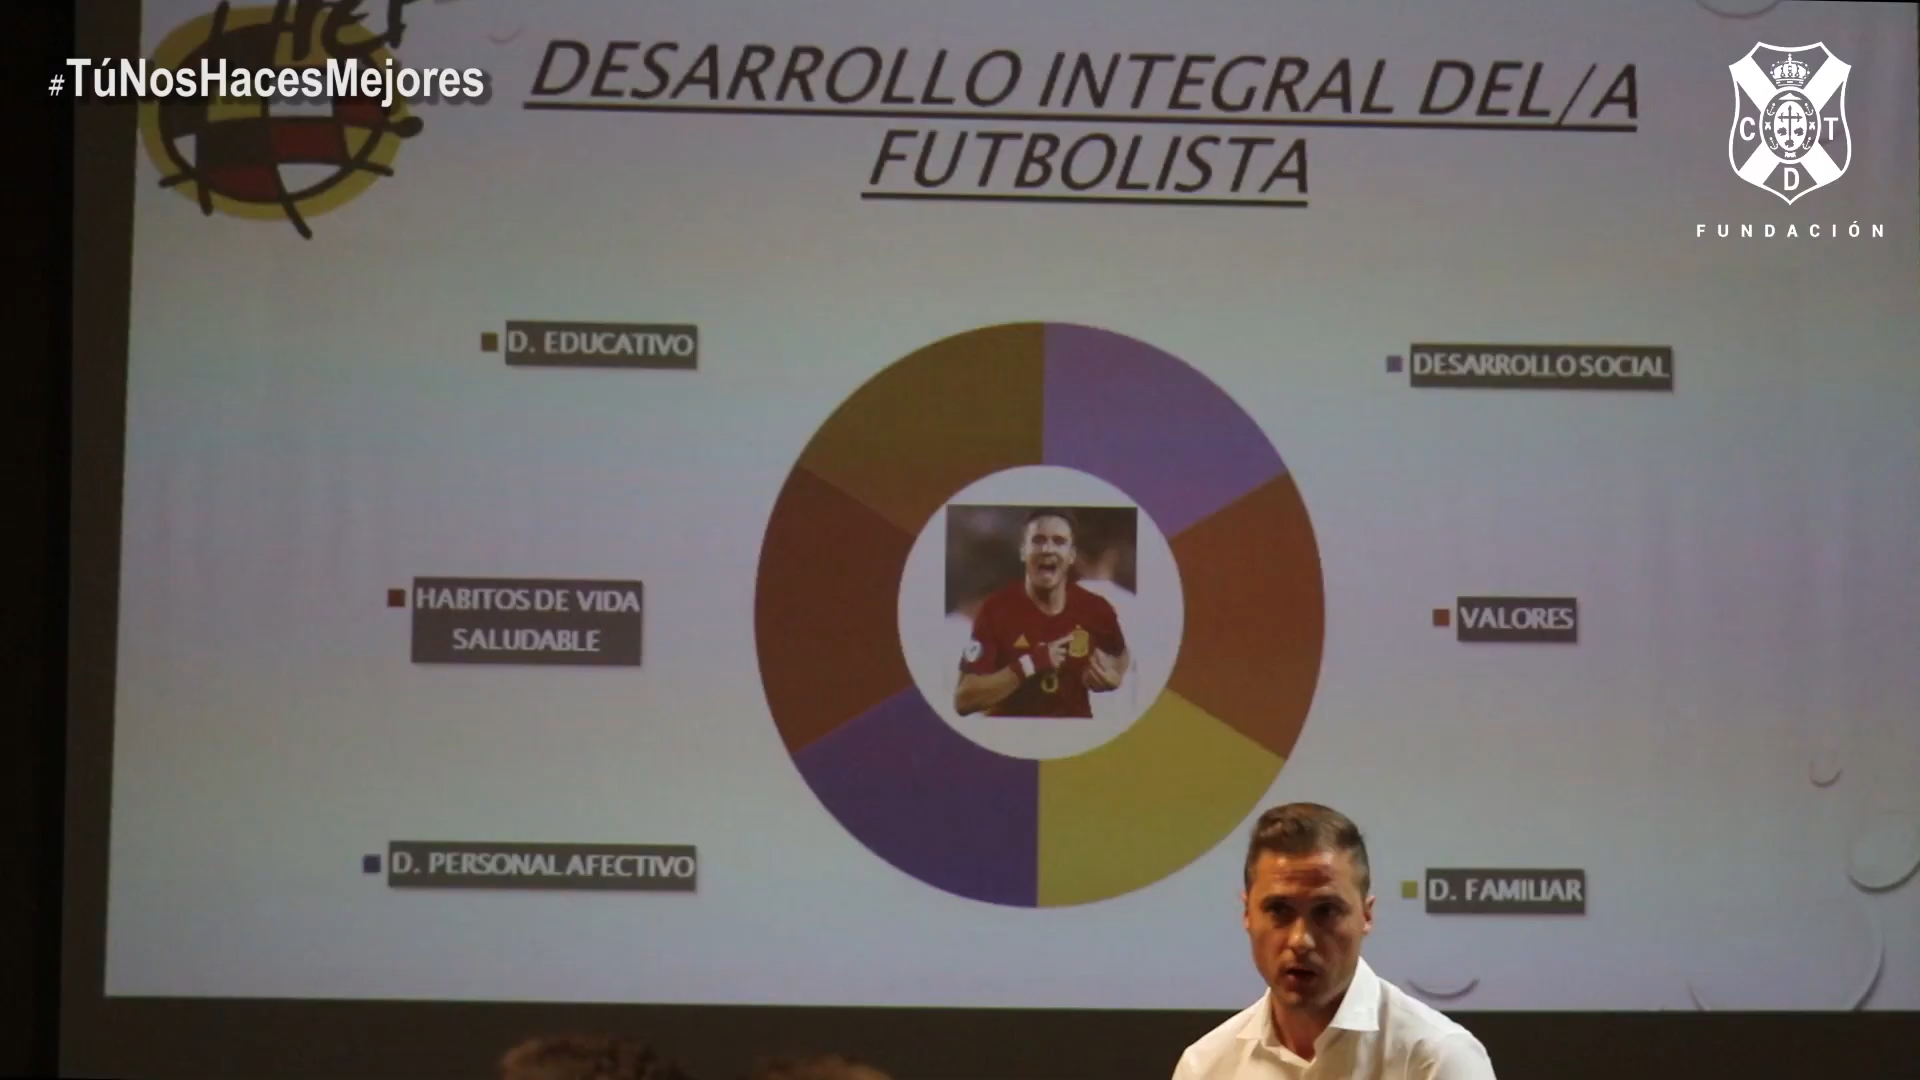 #TúNosHacesMejores
DESARROLLO INTEGRAL DEL/A
FUTBOLISTA
C T
D
FUNDACIÓN
D. EDUCATIVO
DESARROLLO SOCIAL
HABITOS DE VIDA
SALUDABLE
VALORES
D. PERSONAL AFECTIVO
D. FAMILIAR